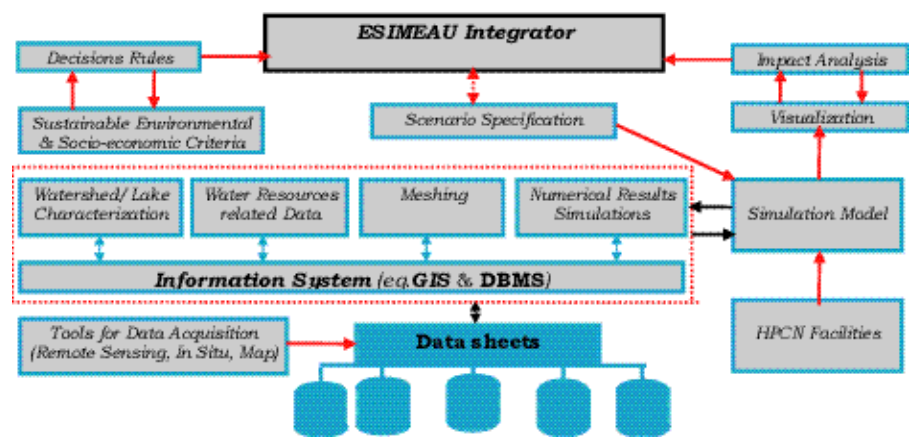 ESIMEAU Integrator
Decisions Rules
Impact Analysis
Sustainable Environmental
& Socio-economic Criteria
Scenario Specification
Visualization
Watershed/ Lake
Characterization
Water Resources
related Data
Meshing
Numerical Results
Simulations
Simulation Model
Information System (eq.GIS & DBMS)
Tools for Data Acquisition
(Remote Sensing, In Situ, Map)
Data sheets
HPCN Facilities